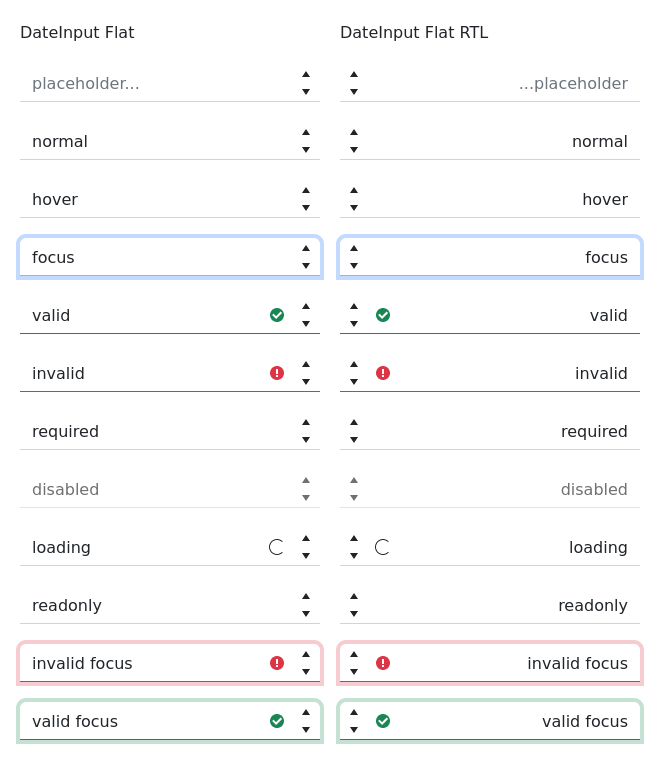 DateInput Flat
placeholder...
normal
hover
focus
valid
invalid
required
disabled
loading
readonly
invalid focus
valid focus
DateInput Flat RTL
...placeholder
normal
hover
focus
valid
invalid
required
disabled
loading
readonly
invalid focus
valid focus